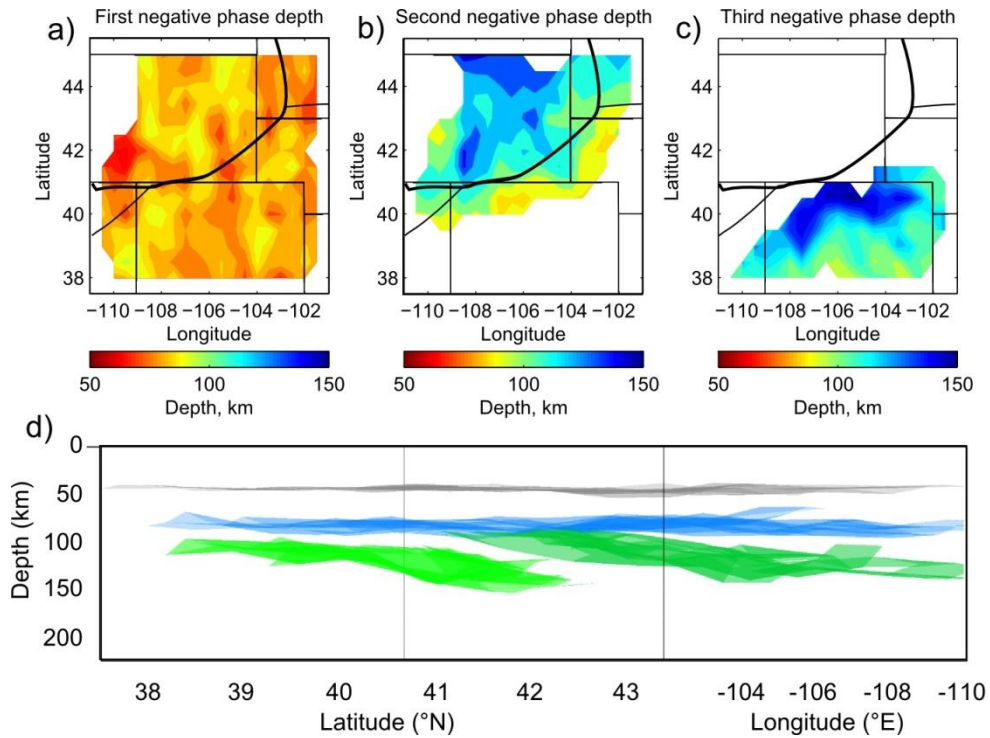 First negative phase depth
Second negative phase depth
Third negative phase depth
a)
b)
c)
44
42
40
38
Latitude
−110 −108 −106 −104 −102
Longitude
44
42
40
38
Latitude
−110 −108 −106 −104 −102
Longitude
44
42
40
38
Latitude
−110 −108 −106 −104 −102
Longitude
50 100 150
Depth, km
50 100 150
Depth, km
50 100 150
Depth, km
d)
0
50
100
150
200
Depth (km)
38 39 40 41 42 43 -104 -106 -108 -110
Latitude (°N)
Longitude (°E)